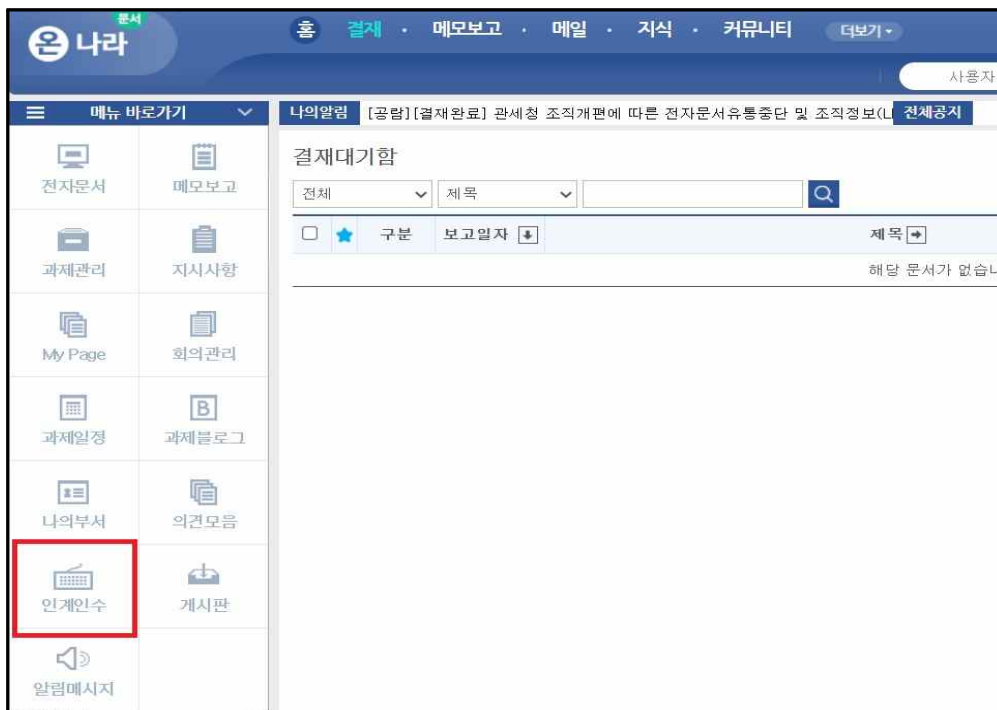 문서
온 나라
홈 결재 · 메모보고 · 메일 · 지식 · 커뮤니티 더보기
사용자
메뉴 바로가기
나의알림 [공람][결재완료] 관세청 조직개편에 따른 전자문서유통중단 및 조직정보(L 전체공지
결재대기함
전체 제목
구분 보고일자 제목
해당 문서가 없습니
전자문서 메모보고
과제관리 지시사항
My Page 회의관리
과제일정 과제블로그
나의부서 의견모음
인계인수 게시판
알림메시지